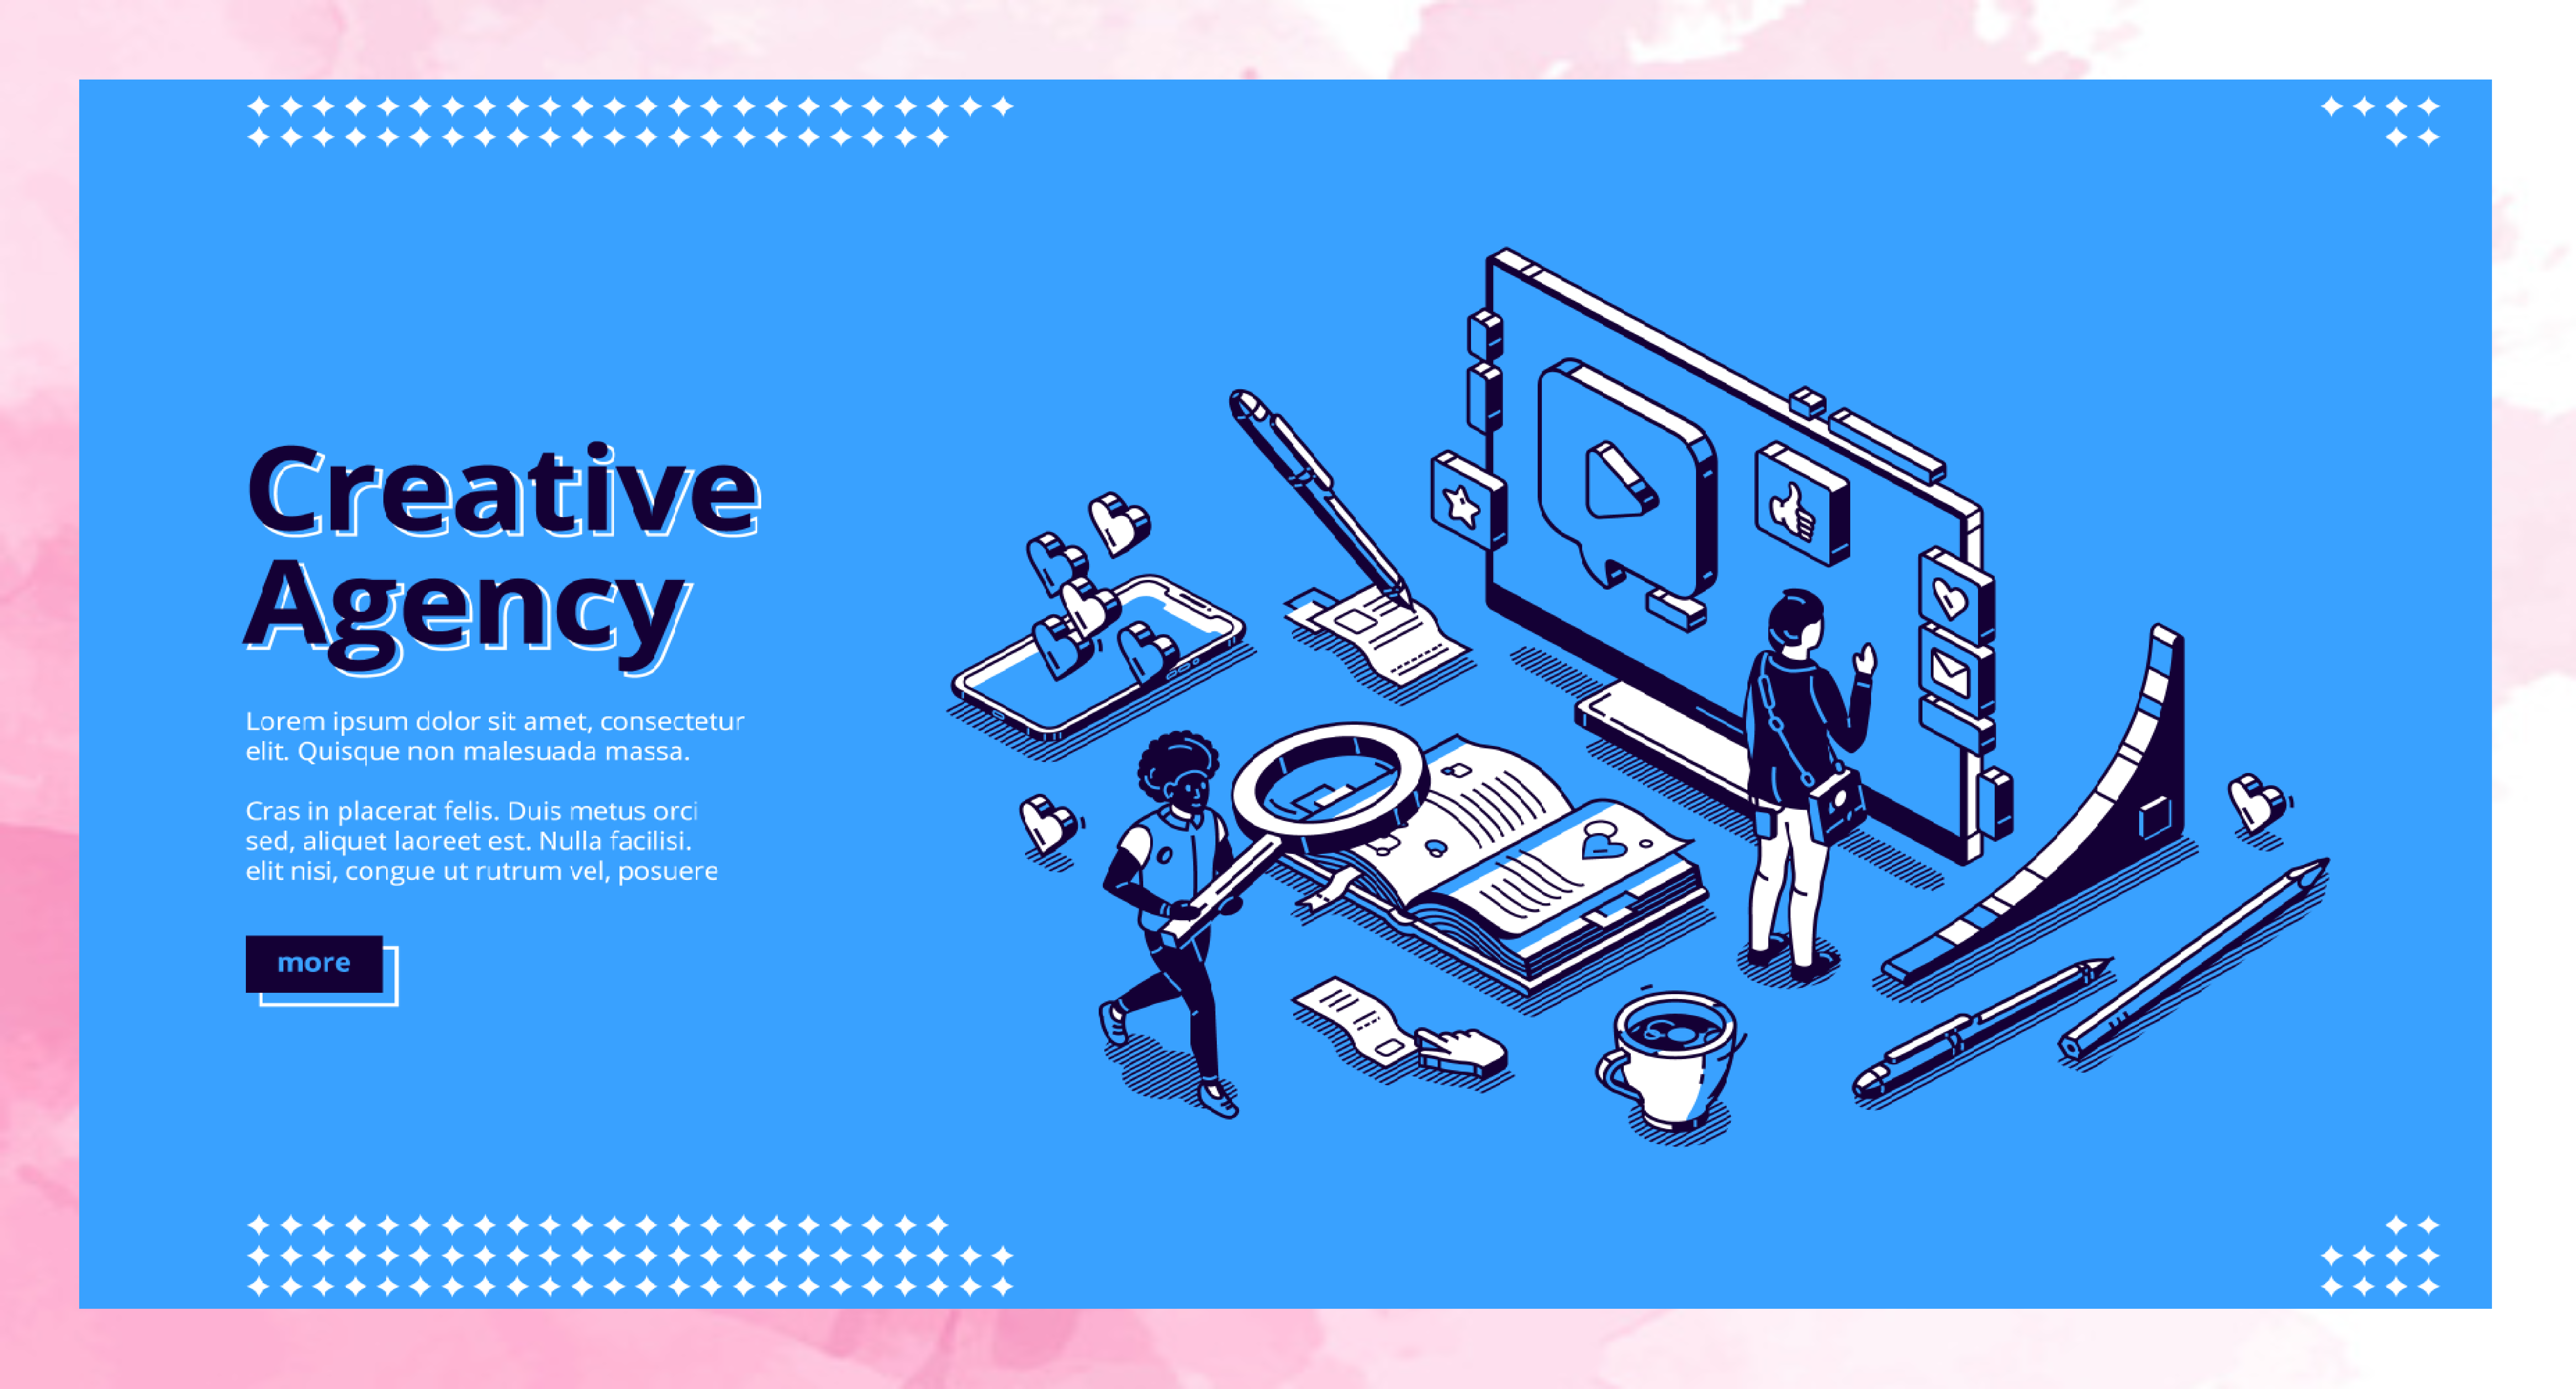 Creative
Agency
Lorem ipsum dolor sit amet, consectetur
elit. Quisque non malesuada massa.
Cras in placerat felis. Duis metus orci
sed, aliquet laoreet est. Nulla facilisi.
elit nisi, congue ut rutrum vel, posuere
more